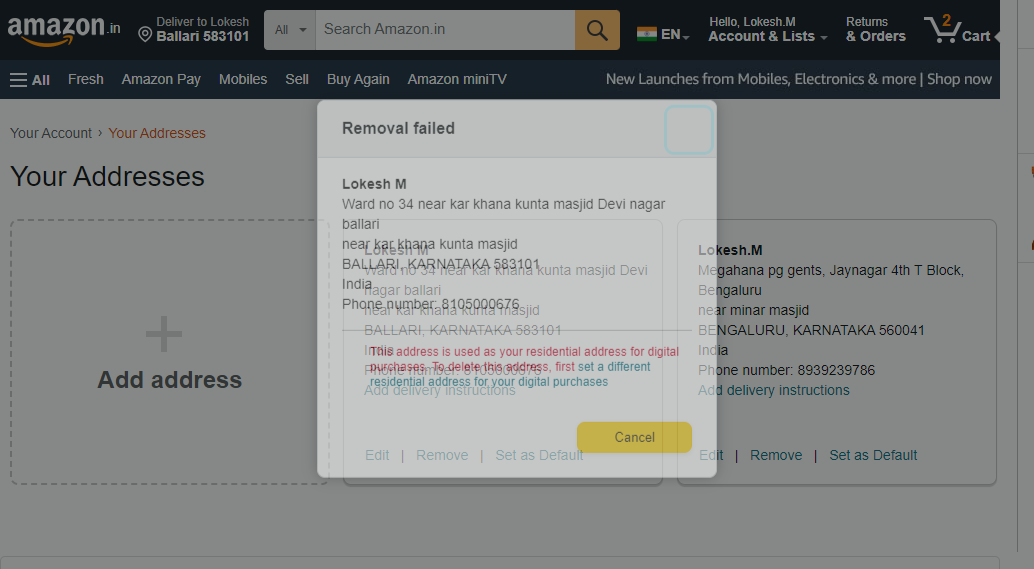 amazon.in
Deliver to Lokesh
Ballari 583101
All
Search Amazon.in
EN
Hello, Lokesh.M
Account & Lists
Returns
& Orders
2
Cart
All
Fresh
Amazon Pay
Mobiles
Sell
Buy Again
Amazon miniTV
New Launches from Mobiles, Electronics & more | Shop now
Your Account › Your Addresses
Your Addresses
Add address
Removal failed
Lokesh M
Ward no 34 near kar khana kunta masjid Devi nagar
ballari
near kar khana kunta masjid
BALLARI, KARNATAKA 583101
India
Phone number: 8105000676
This address is used as your residential address for digital
purchases. To delete this address, first set a different
residential address for your digital purchases
Cancel
Lokesh M
Ward no 34 near kar khana kunta masjid Devi
nagar ballari
near kar khana kunta masjid
BALLARI, KARNATAKA 583101
India
Phone number: 8105000676
Add delivery instructions
Edit | Remove | Set as Default
Lokesh.M
Megahana pg gents, Jaynagar 4th T Block,
Bengaluru
near minar masjid
BENGALURU, KARNATAKA 560041
India
Phone number: 8939239786
Add delivery instructions
Edit | Remove | Set as Default